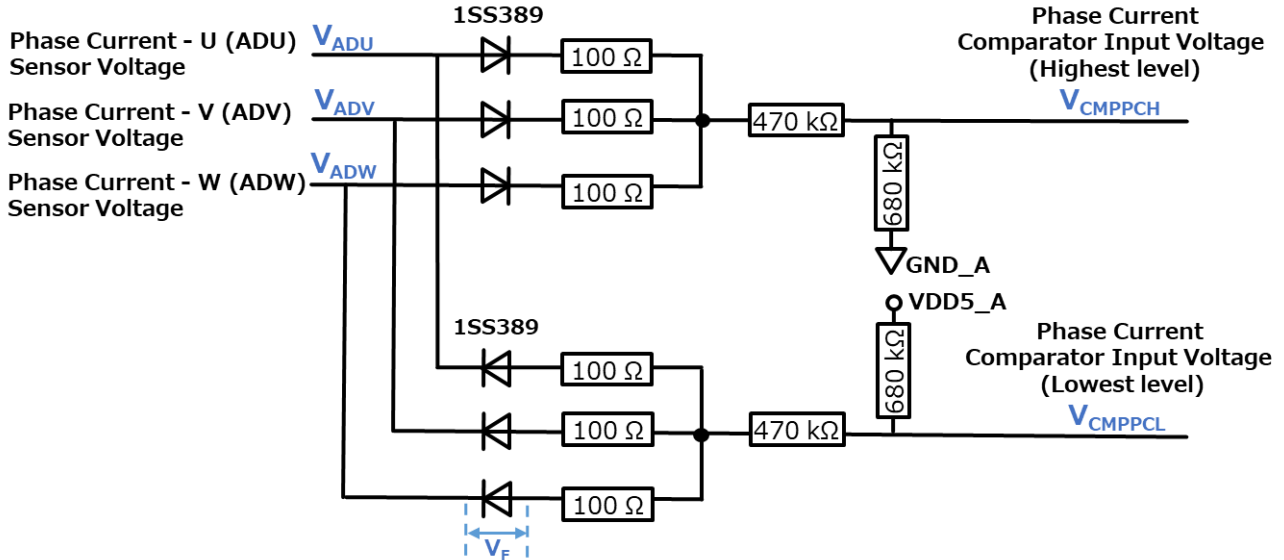 1SS389
Phase Current - U (ADU)
Sensor Voltage
VADU
100 Ω
Phase Current
Comparator Input Voltage
(Highest level)
Phase Current - V (ADV)
Sensor Voltage
VADV
100 Ω
470 kΩ
VCMPPCH
Phase Current - W (ADW)
Sensor Voltage
VADW
100 Ω
680 kΩ
GND_A
VDD5_A
1SS389
100 Ω
680 kΩ
Phase Current
Comparator Input Voltage
(Lowest level)
100 Ω
470 kΩ
VCMPPCL
100 Ω
VF